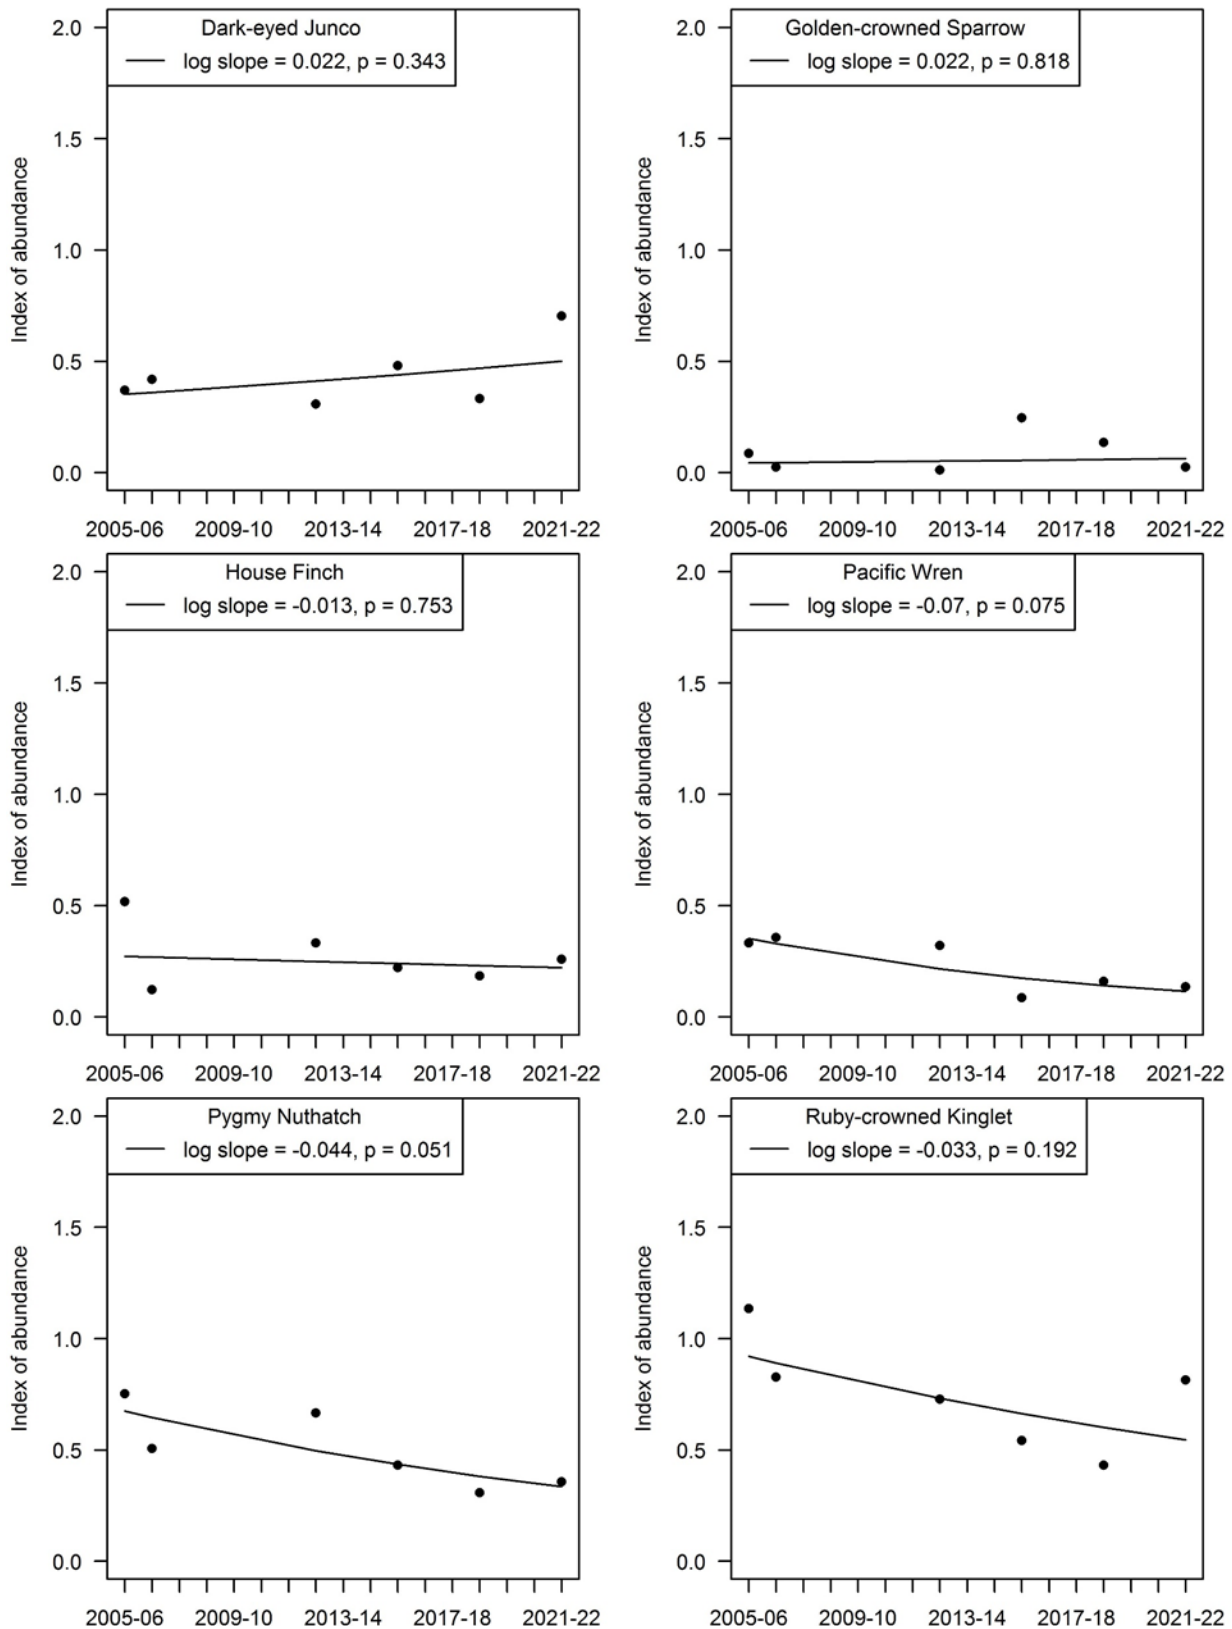 Dark-eyed Junco
log slope = 0.022, p = 0.343
Index of abundance
2.0
1.5
1.0
0.5
0.0
2005-06 2009-10 2013-14 2017-18 2021-22
Golden-crowned Sparrow
log slope = 0.022, p = 0.818
Index of abundance
2.0
1.5
1.0
0.5
0.0
2005-06 2009-10 2013-14 2017-18 2021-22
House Finch
log slope = -0.013, p = 0.753
Index of abundance
2.0
1.5
1.0
0.5
0.0
2005-06 2009-10 2013-14 2017-18 2021-22
Pacific Wren
log slope = -0.07, p = 0.075
Index of abundance
2.0
1.5
1.0
0.5
0.0
2005-06 2009-10 2013-14 2017-18 2021-22
Pygmy Nuthatch
log slope = -0.044, p = 0.051
Index of abundance
2.0
1.5
1.0
0.5
0.0
2005-06 2009-10 2013-14 2017-18 2021-22
Ruby-crowned Kinglet
log slope = -0.033, p = 0.192
Index of abundance
2.0
1.5
1.0
0.5
0.0
2005-06 2009-10 2013-14 2017-18 2021-22